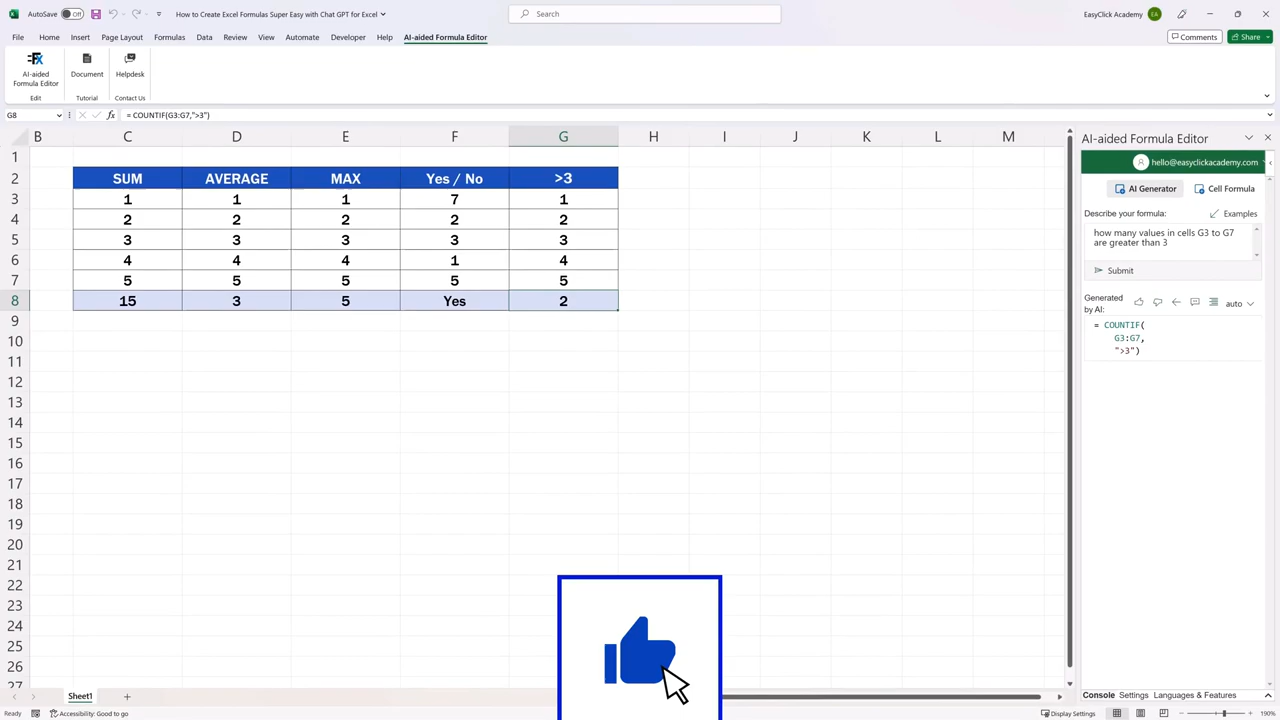 AutoSave Off How to Create Excel Formulas Super Easy with Chat GPT for Excel Search EasyClick Academy EA
File Home Insert Page Layout Formulas Data Review View Automate Developer Help AI-aided Formula Editor Comments Share
AI-aided
Formula Editor
Document
Helpdesk
Edit Tutorial Contact Us
G8 fx = COUNTIF(G3:G7,">3")
B C D E F G H I J K L M
1
2 SUM AVERAGE MAX Yes / No >3
3 1 1 1 7 1
4 2 2 2 2 2
5 3 3 3 3 3
6 4 4 4 1 4
7 5 5 5 5 5
8 15 3 5 Yes 2
9
10
11
12
13
14
15
16
17
18
19
20
21
22
23
24
25
26
27
AI-aided Formula Editor
hello@easyclickacademy.com
AI Generator Cell Formula
Describe your formula: Examples
how many values in cells G3 to G7
are greater than 3
Submit
Generated
by AI:
auto
= COUNTIF(
G3:G7,
">3")
Console Settings Languages & Features
Sheet1
Ready Accessibility: Good to go Display Settings 190%